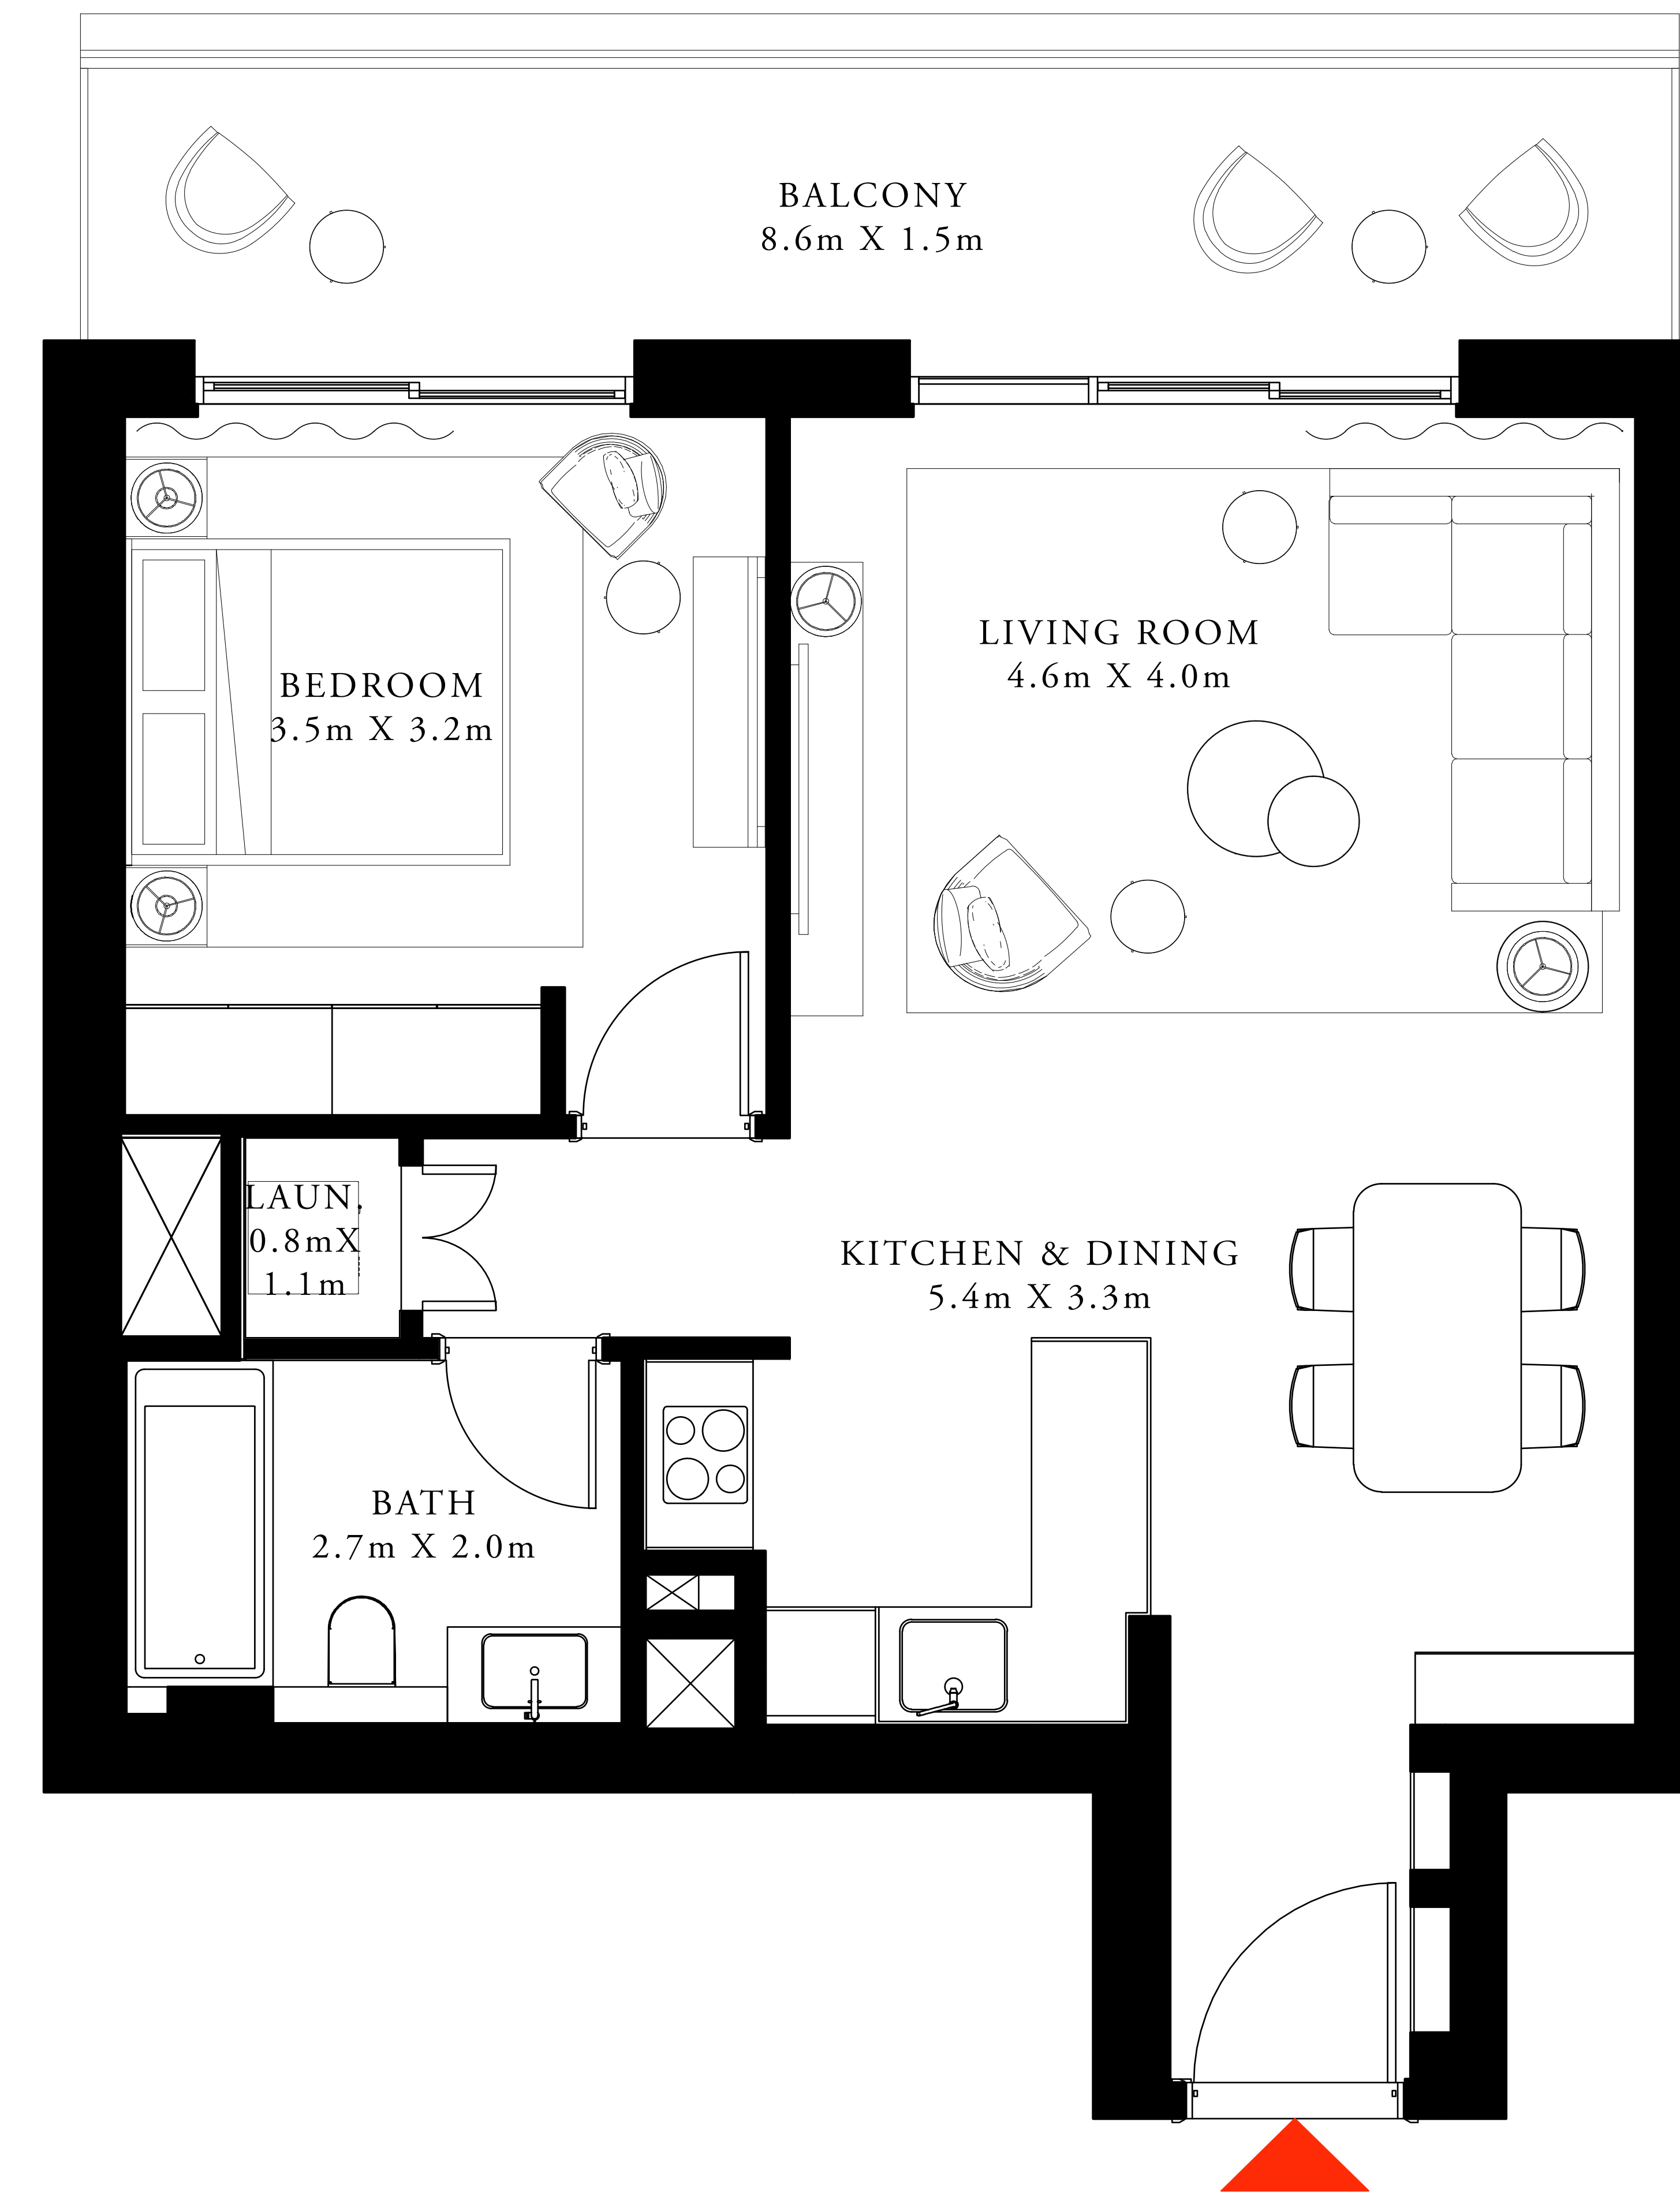 BALCONY
8.6m X 1.5m
LIVING ROOM
4.6m X 4.0m
BEDROOM
3.5m X 3.2m
LAUN.
0.8mX
1.1m
KITCHEN & DINING
5.4m X 3.3m
BATH
2.7m X 2.0m